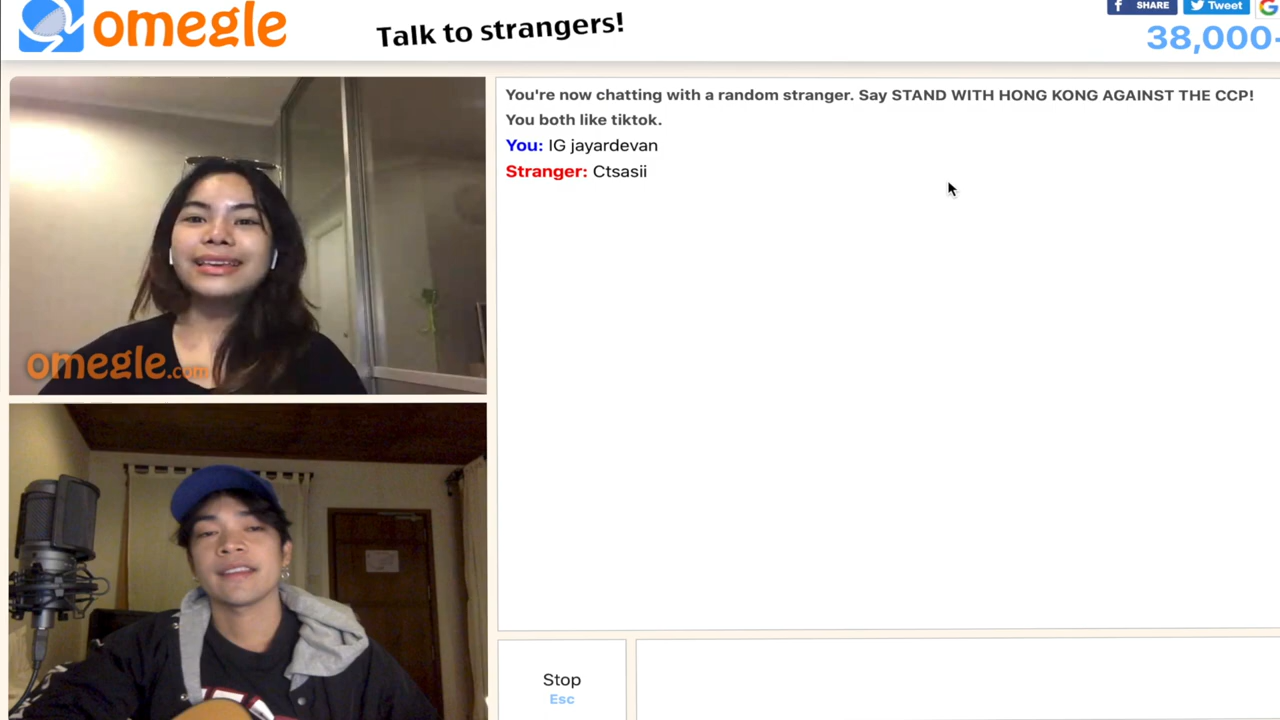 omegle
Talk to strangers!
SHARE
Tweet
G
38,000+
You're now chatting with a random stranger. Say STAND WITH HONG KONG AGAINST THE CCP!
You both like tiktok.
You: IG jayardevan
Stranger: Ctsasii
omegle.com
Stop
Esc